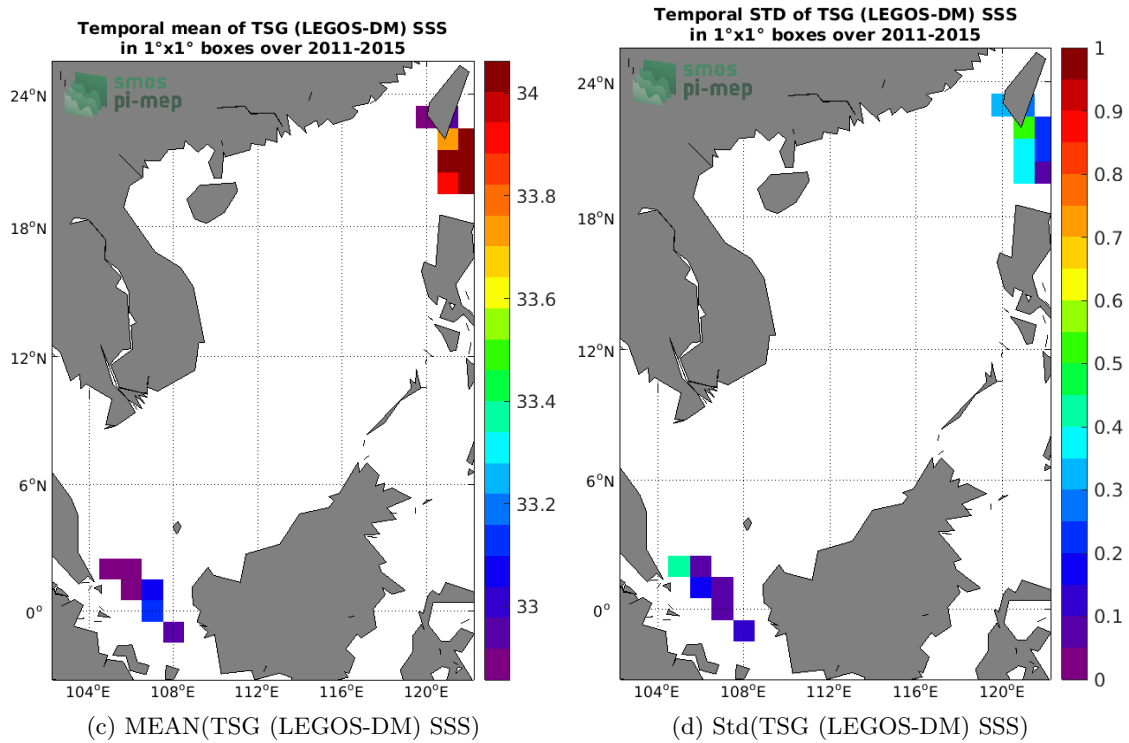 Temporal mean of TSG (LEGOS-DM) SSS
in 1°x1° boxes over 2011-2015
smos
pi-mep
24°N
18°N
12°N
6°N
0°
104°E
108°E
112°E
116°E
120°E
34
33.8
33.6
33.4
33.2
33
(c) MEAN(TSG (LEGOS-DM) SSS)
Temporal STD of TSG (LEGOS-DM) SSS
in 1°x1° boxes over 2011-2015
smos
pi-mep
24°N
18°N
12°N
6°N
0°
104°E
108°E
112°E
116°E
120°E
1
0.9
0.8
0.7
0.6
0.5
0.4
0.3
0.2
0.1
0
(d) Std(TSG (LEGOS-DM) SSS)